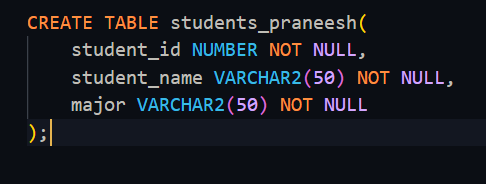 CREATE TABLE students_praneesh(
    student_id NUMBER NOT NULL,
    student_name VARCHAR2(50) NOT NULL,
    major VARCHAR2(50) NOT NULL
);